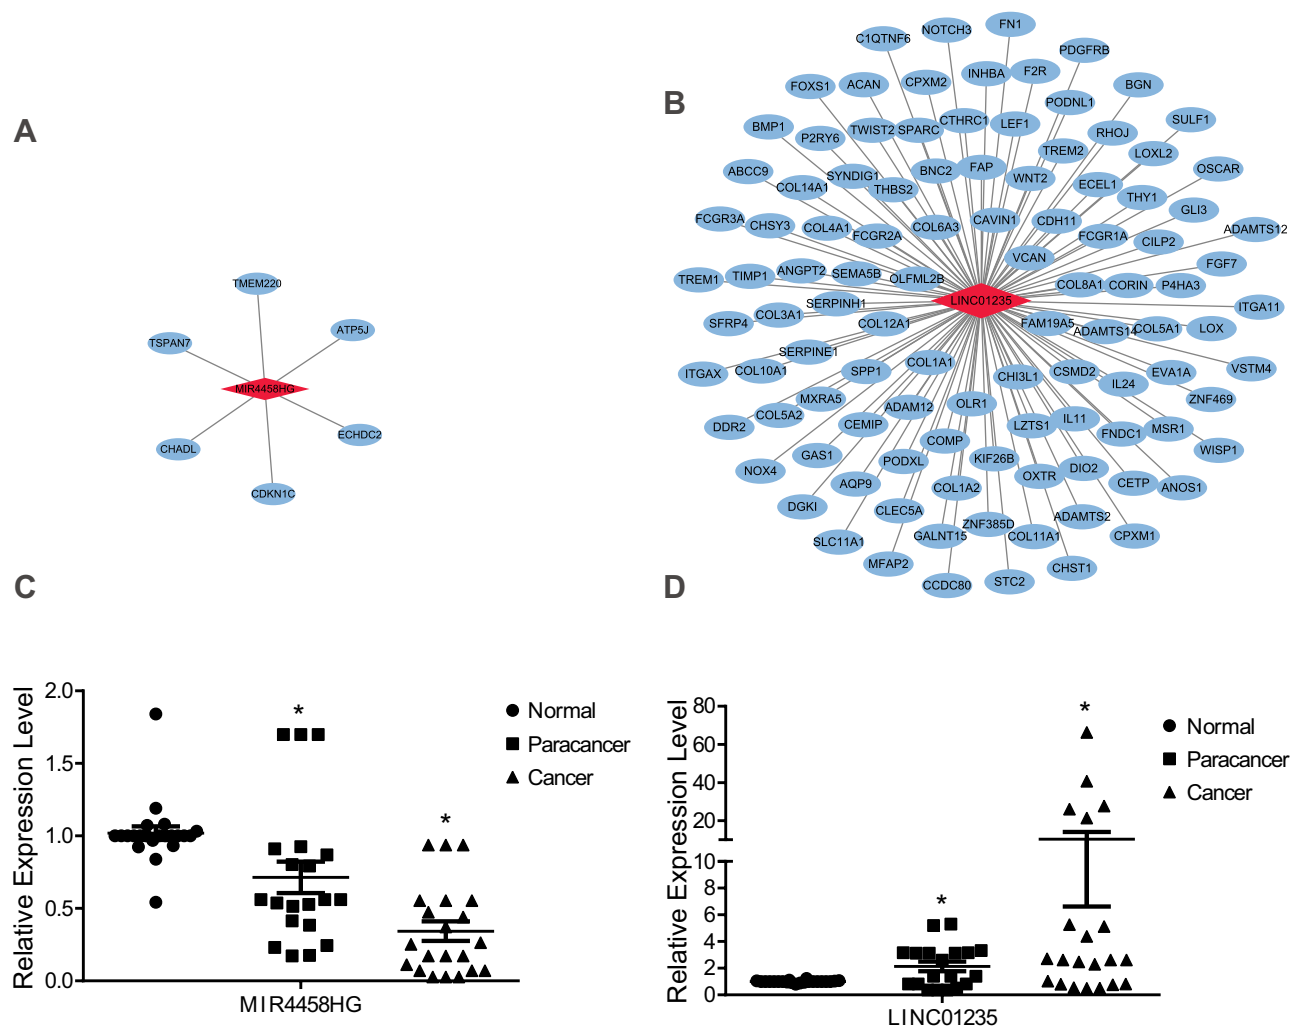 A
TMEM220
ATP5J
TSPAN7
MIR4458HG
ECHDC2
CHADL
CDKN1C
B
FN1
NOTCH3
C1QTNF6
PDGFRB
F2R
INHBA
CPXM2
ACAN
FOXS1
BGN
PODNL1
CTHRC1
LEF1
SULF1
BMP1
P2RY6
TWIST2
SPARC
RHOJ
TREM2
LOXL2
ABCC9
SYNDIG1
BNC2
FAP
WNT2
OSCAR
COL14A1
THBS2
ECEL1
THY1
FCGR3A
CHSY3
COL4A1
FCGR2A
COL6A3
CAVIN1
CDH11
GLI3
FCGR1A
CILP2
ADAMTS12
VCAN
TREM1
TIMP1
ANGPT2
SEMA5B
OLFML2B
FGF7
COL8A1
CORIN
P4HA3
LINC01235
SERPINH1
ITGA11
SFRP4
COL3A1
COL12A1
FAM19A5
ADAMTS14
COL5A1
LOX
SERPINE1
ITGAX
COL10A1
SPP1
COL1A1
CHI3L1
CSMD2
IL24
EVA1A
VSTM4
MXRA5
ADAM12
OLR1
ZNF469
DDR2
COL5A2
CEMIP
COMP
LZTS1
IL11
FNDC1
MSR1
WISP1
NOX4
GAS1
PODXL
KIF26B
OXTR
DIO2
CETP
ANOS1
AQP9
COL1A2
DGKI
CLEC5A
ZNF385D
ADAMTS2
SLC11A1
GALNT15
COL11A1
CPXM1
MFAP2
CCDC80
STC2
CHST1
C
Relative Expression Level
2.0
1.5
1.0
0.5
0.0
*
*
MIR4458HG
Normal
Paracancer
Cancer
D
Relative Expression Level
80
60
40
20
10
8
6
4
2
0
*
*
LINC01235
Normal
Paracancer
Cancer